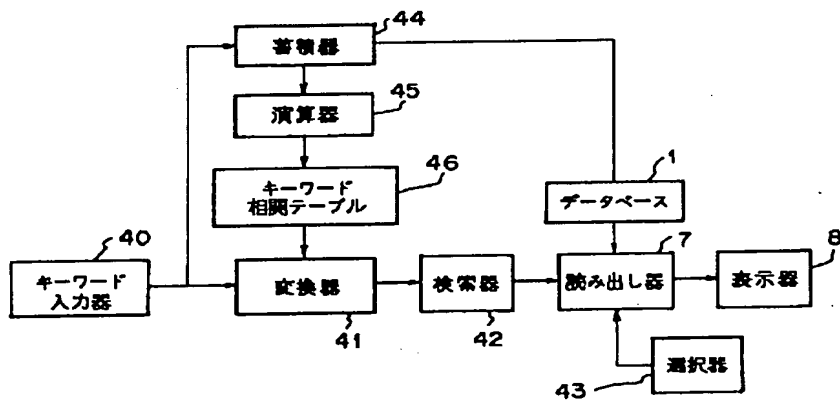 44
蓄積器
45
演算器
46
キーワード
相関テーブル
1
データベース
40
キーワード
入力器
変換器
41
検索器
42
7
読み出し器
8
表示器
選択器
43